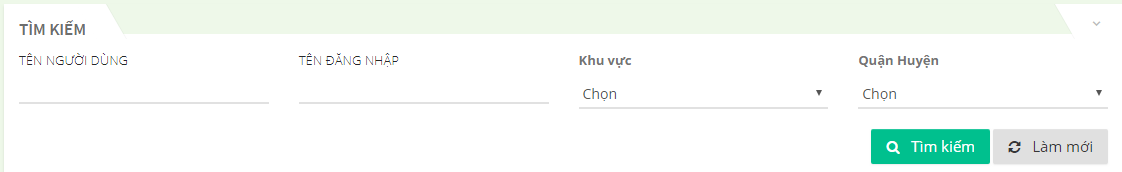 TÌM KIẾM
TÊN NGƯỜI DÙNG TÊN ĐĂNG NHẬP Khu vực Quận Huyện
Chọn Chọn
Tìm kiếm Làm mới